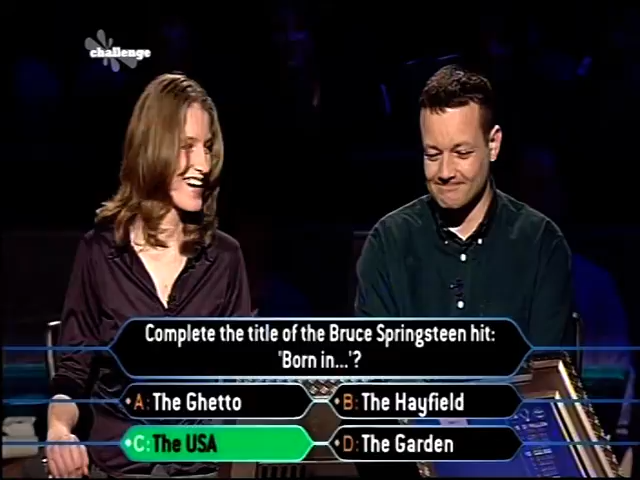 challenge
Complete the title of the Bruce Springsteen hit:
'Born in...'?
A: The Ghetto
B: The Hayfield
C: The USA
D: The Garden